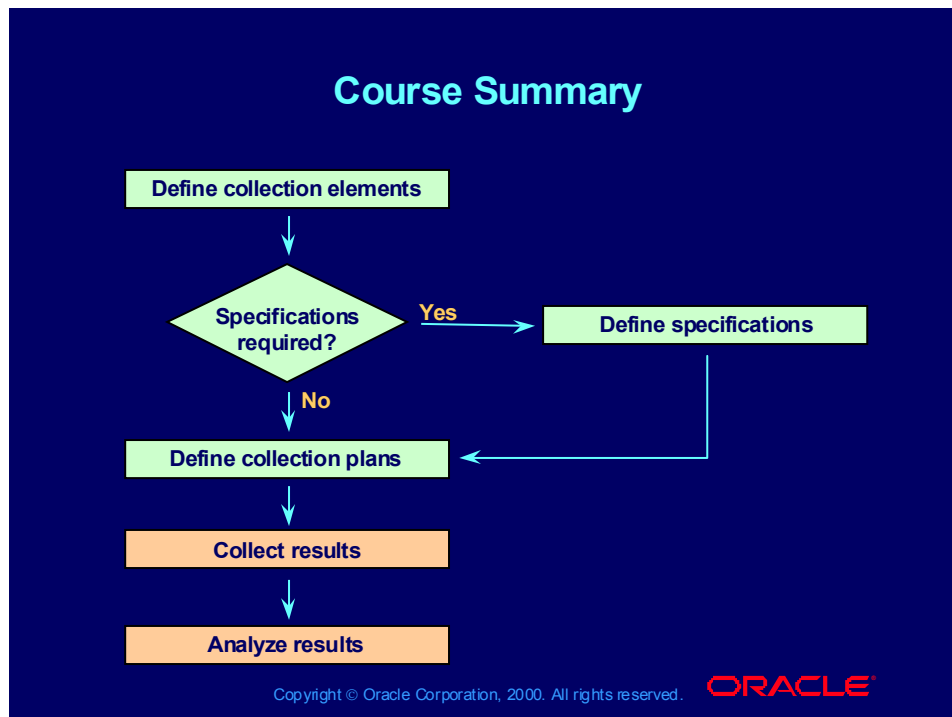 Course Summary
Define collection elements
Specifications
required?
Yes
Define specifications
No
Define collection plans
Collect results
Analyze results
Copyright © Oracle Corporation, 2000. All rights reserved.
ORACLE®